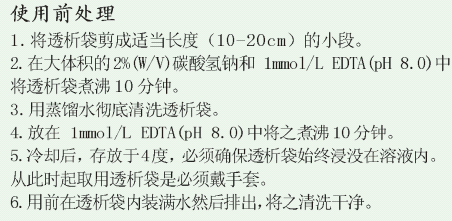 使用前处理
1.将透析袋剪成适当长度（10-20cm）的小段。
2.在大体积的2%(W/V)碳酸氢钠和 1mmol/L EDTA(pH 8.0)中
将透析袋煮沸10分钟。
3.用蒸馏水彻底清洗透析袋。
4.放在 1mmol/L EDTA(pH 8.0)中将之煮沸10分钟。
5.冷却后，存放于4度，必须确保透析袋始终浸没在溶液内。
从此时起取用透析袋是必须戴手套。
6.用前在透析袋内装满水然后排出，将之清洗干净。